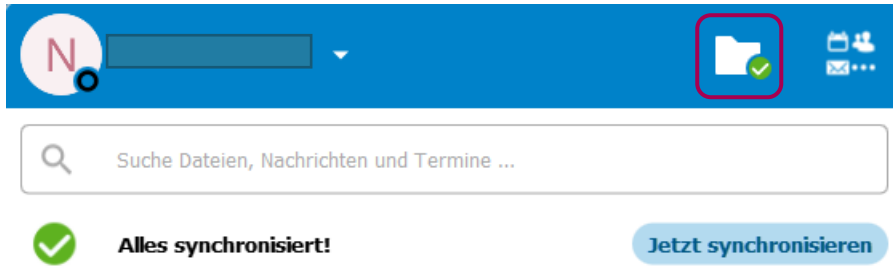 N
Suche Dateien, Nachrichten und Termine ...
Alles synchronisiert!
Jetzt synchronisieren